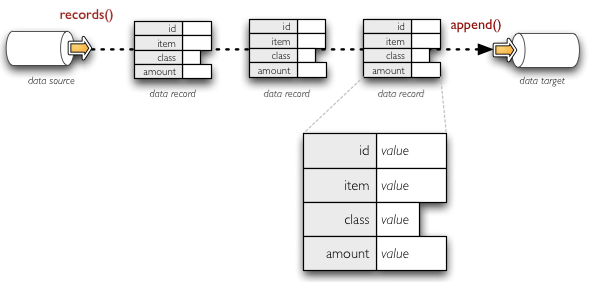 records()
append()
id
item
class
amount
id
item
class
amount
id
item
class
amount
data source
data record
data record
data record
data target
id value
item value
class value
amount value